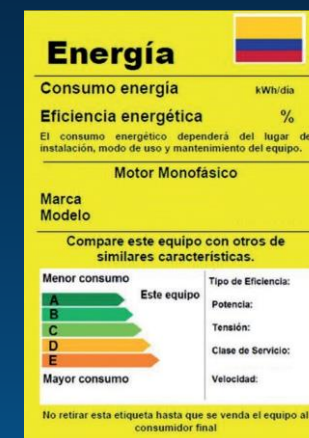 Energía
Consumo energía kWh/día
Eficiencia energética %
El consumo energético dependerá del lugar de
instalación, modo de uso y mantenimiento del equipo.
Motor Monofásico
Marca
Modelo
Compare este equipo con otros de
similares características.
Menor consumo
Este equipo
A
B
C
D
E
Mayor consumo
Tipo de Eficiencia:
Potencia:
Tensión:
Clase de Servicio:
Velocidad:
No retirar esta etiqueta hasta que se venda el equipo al
consumidor final